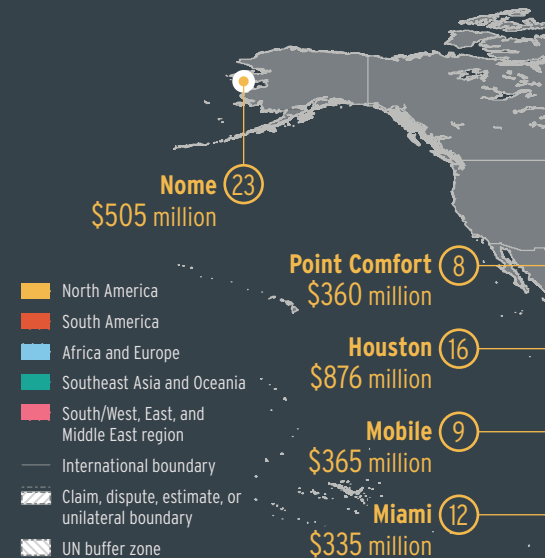 Nome 23
$505 million
Point Comfort 8
$360 million
Houston 16
$876 million
Mobile 9
$365 million
Miami 12
$335 million
North America
South America
Africa and Europe
Southeast Asia and Oceania
South/West, East, and
Middle East region
International boundary
Claim, dispute, estimate, or
unilateral boundary
UN buffer zone